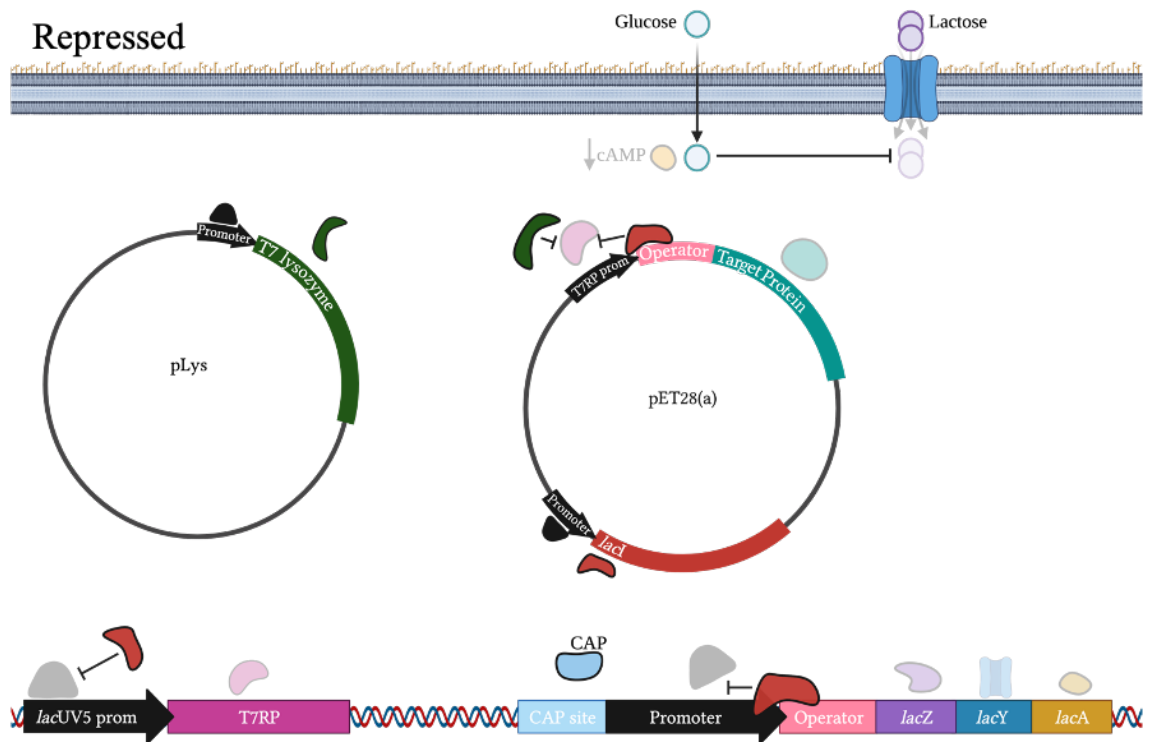 Repressed
Glucose
Lactose
cAMP
Promoter
T7 lysozyme
pLys
T7RP prom
Operator
Target Protein
pET28(a)
Promoter
lacI
CAP
lacUV5 prom
T7RP
CAP site
Promoter
Operator
lacZ
lacY
lacA